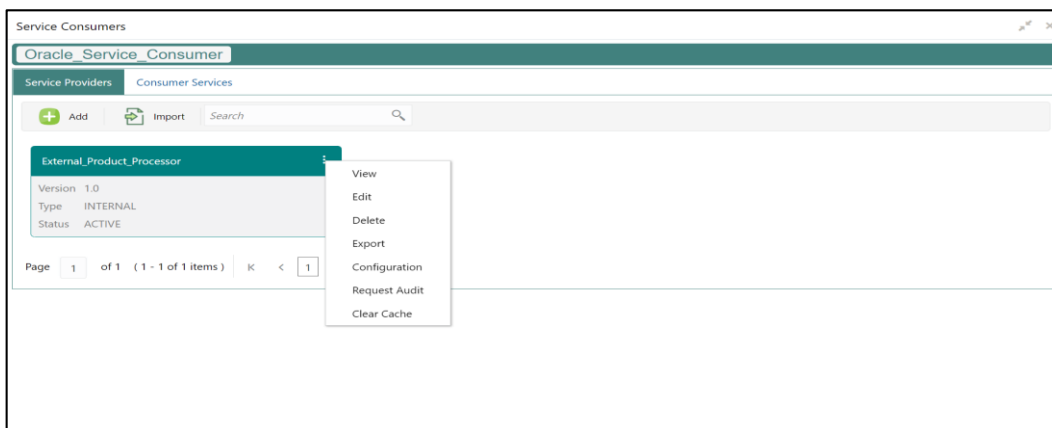 Service Consumers
Oracle_Service_Consumer
Service Providers Consumer Services
Add Import Search
External_Product_Processor
Version 1.0
Type INTERNAL
Status ACTIVE
Page 1 of 1 ( 1 - 1 of 1 items ) K < 1
View
Edit
Delete
Export
Configuration
Request Audit
Clear Cache